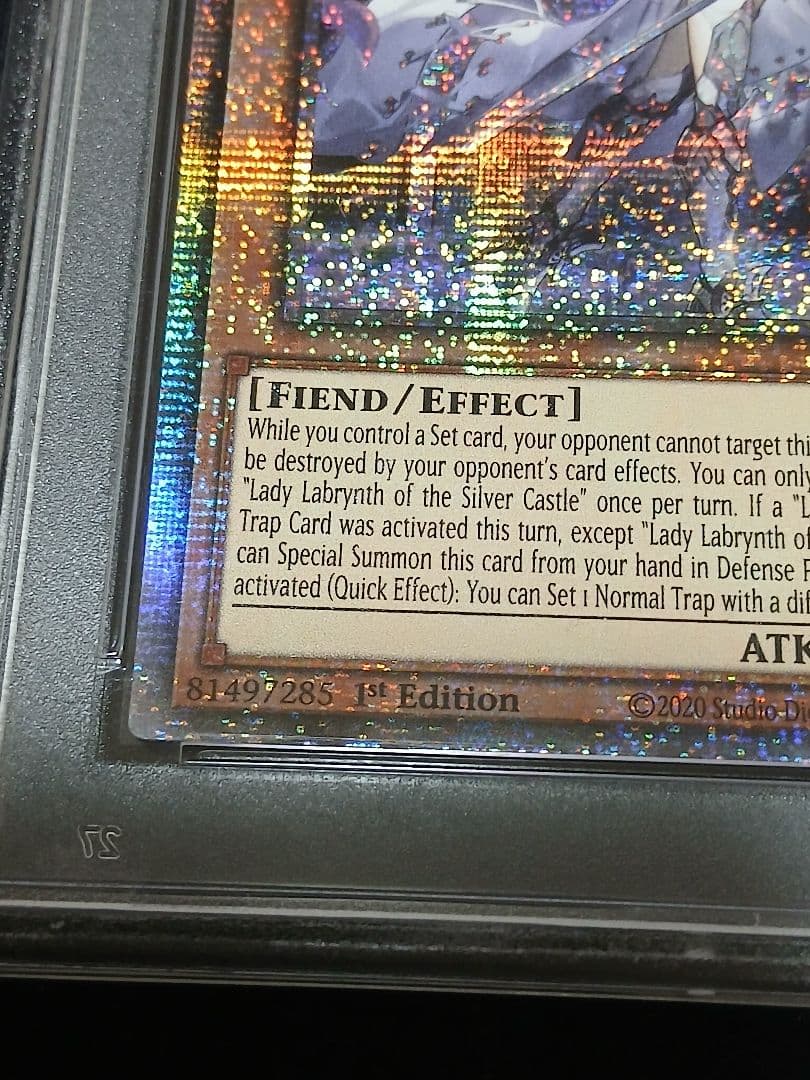 [FIEND/EFFECT]
While you control a Set card, your opponent cannot target thi
be destroyed by your opponent's card effects. You can only
"Lady Labrynth of the Silver Castle" once per turn. If a "L
Trap Card was activated this turn, except "Lady Labrynth of
can Special Summon this card from your hand in Defense P
activated (Quick Effect): You can Set 1 Normal Trap with a dif
ATK
81497285 1st Edition
©2020 Studio Di